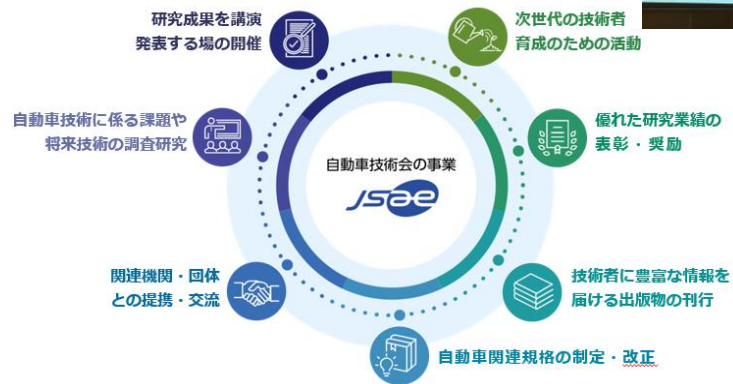 研究成果を講演
発表する場の開催
次世代の技術者
育成のための活動
自動車技術に係る課題や
将来技術の調査研究
優れた研究業績の
表彰・奨励
自動車技術会の事業
JSAE
関連機関・団体
との提携・交流
技術者に豊富な情報を
届ける出版物の刊行
自動車関連規格の制定・改正